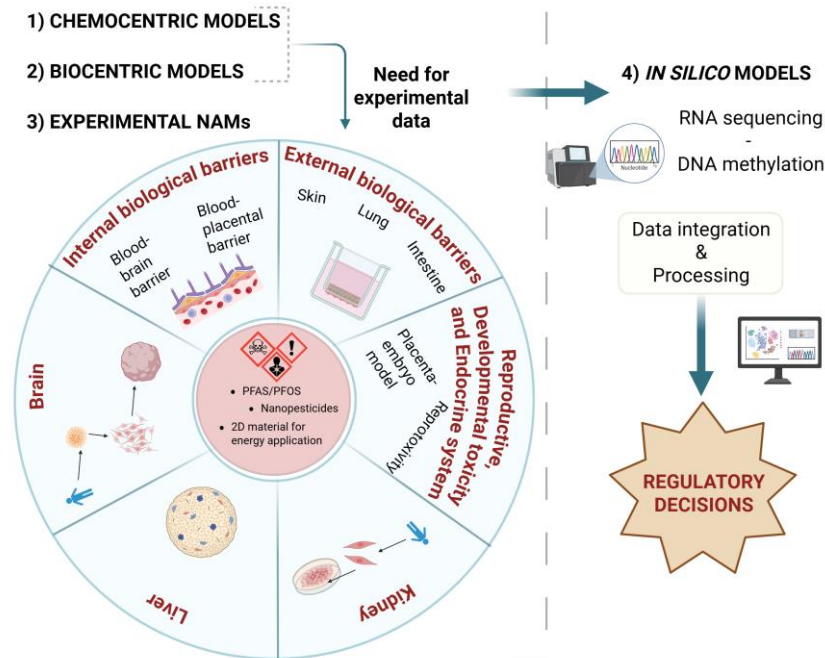 1) CHEMOCENTRIC MODELS
2) BIOCENTRIC MODELS
3) EXPERIMENTAL NAMs
Need for
experimental
data
4) IN SILICO MODELS
RNA sequencing
-
DNA methylation
Nucleotide
Data integration
&
Processing
REGULATORY
DECISIONS
Internal biological barriers
Blood-
brain
barrier
Blood-
placental
barrier
External biological barriers
Skin
Lung
Intestine
Reproductive,
Developmental toxicity
and Endocrine system
Placenta-
embryo
model
Reprotoxivity
Kidney
Liver
Brain
• PFAS/PFOS
• Nanopesticides
• 2D material for
energy application